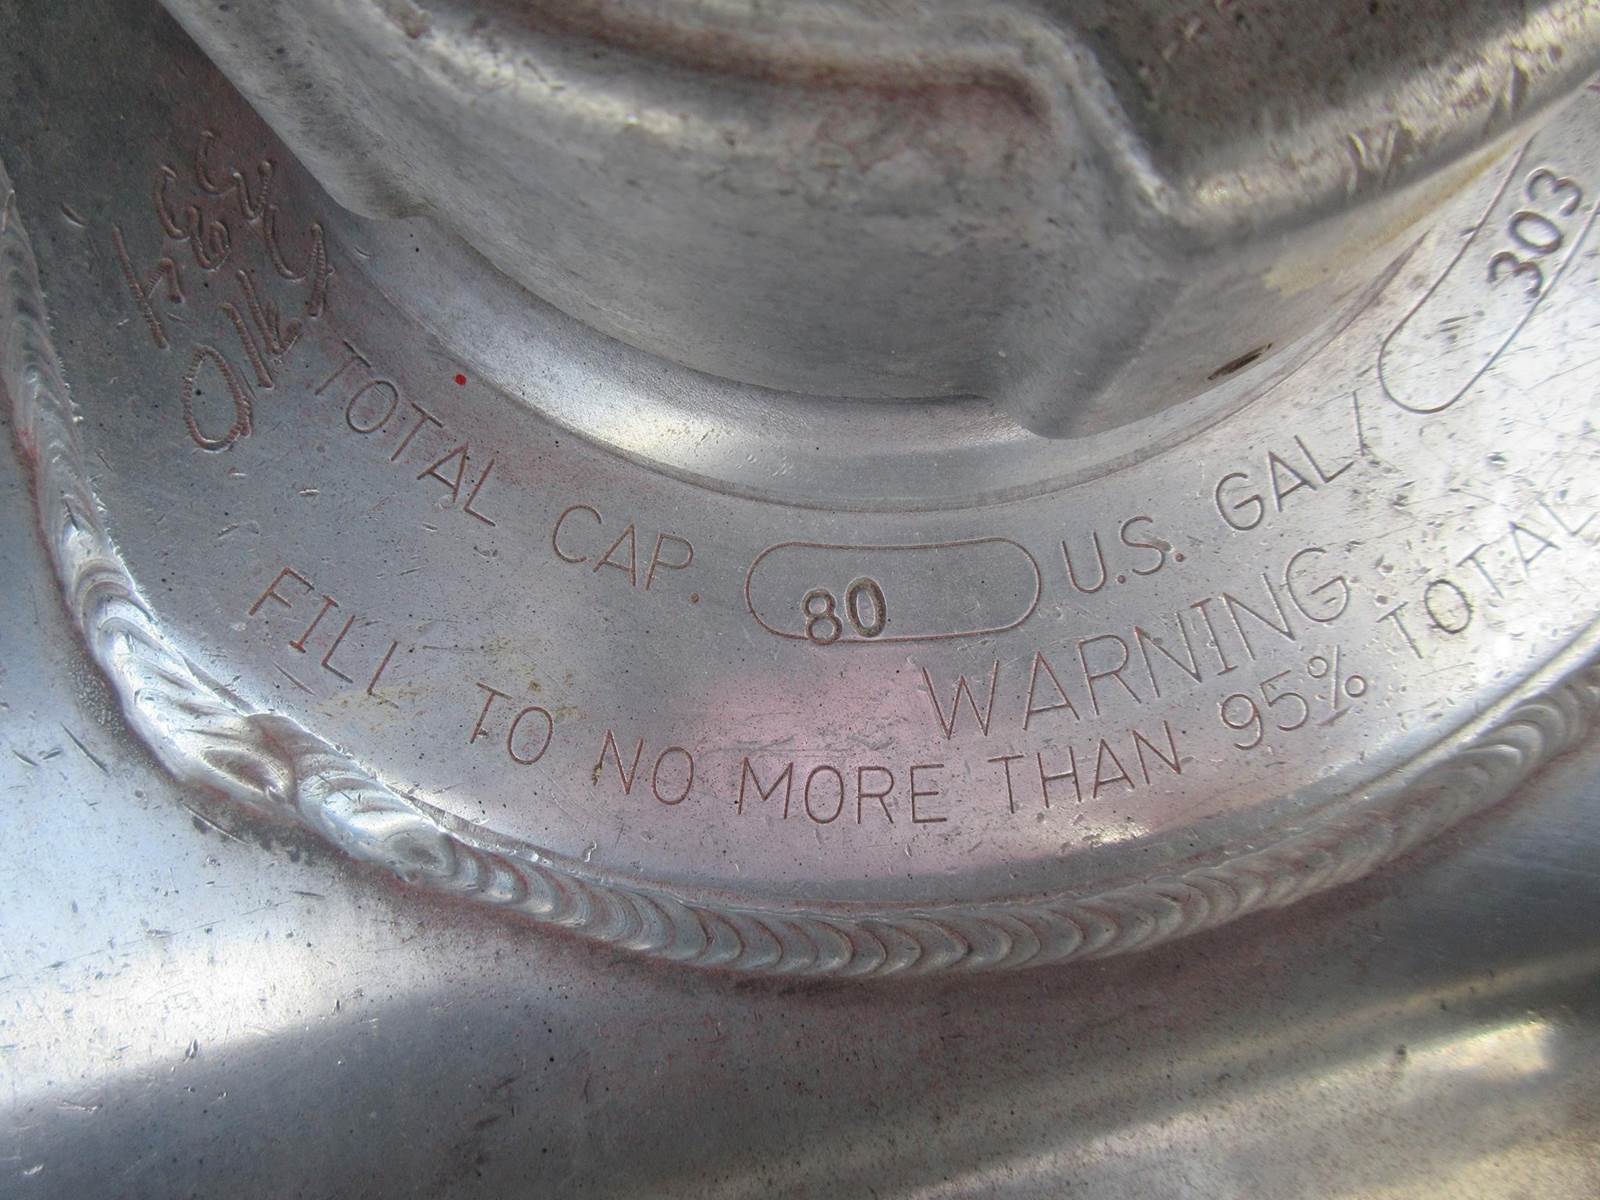 TOTAL CAP. 80 U.S. GAL/ 303
WARNING
FILL TO NO MORE THAN 95% TOTAL